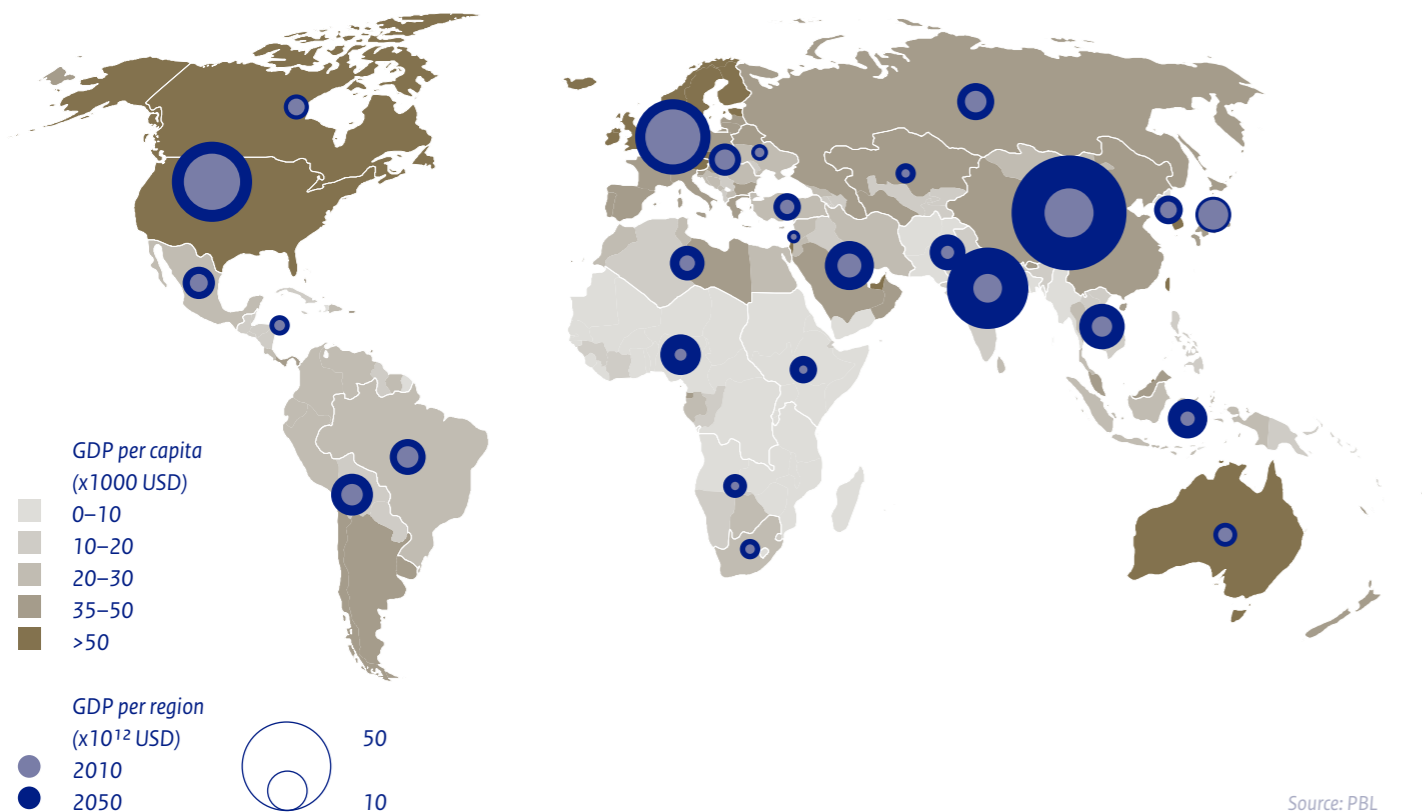 GDP per capita
(x1000 USD)
0–10
10–20
20–30
35–50
>50
GDP per region
(x10¹² USD)
2010
2050
50
10
Source: PBL